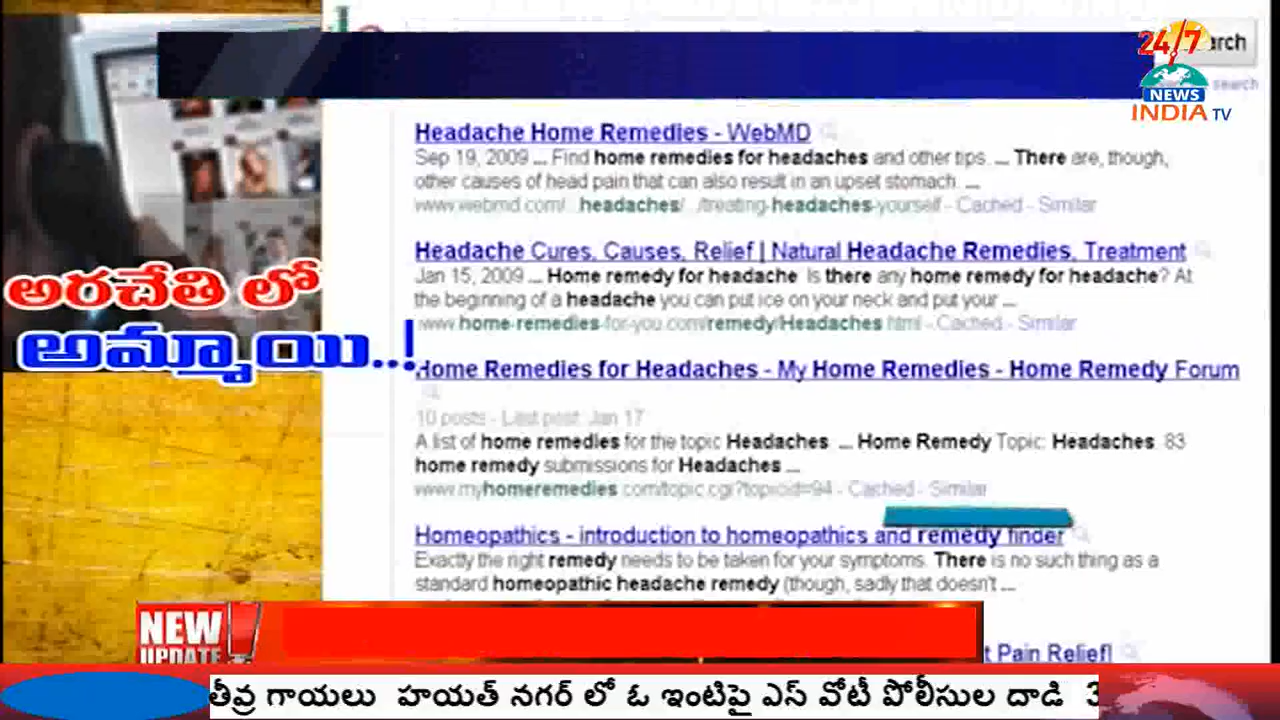 arch
search
24/7
NEWS
INDIA TV
Headache Home Remedies - WebMD
Sep 19, 2009 ... Find home remedies for headaches and other tips. ... There are, though,
other causes of head pain that can also result in an upset stomach. ...
www.webmd.com/...headaches/.../treating-headaches-yourself - Cached - Similar
Headache Cures, Causes, Relief | Natural Headache Remedies, Treatment
Jan 15, 2009 ... Home remedy for headache Is there any home remedy for headache? At
the beginning of a headache you can put ice on your neck and put your ...
www.home-remedies-for-you.com/remedy/Headaches.html - Cached - Similar
అరచేతి లో
అమ్మాయి..!
Home Remedies for Headaches - My Home Remedies - Home Remedy Forum
10 posts - Last post: Jan 17
A list of home remedies for the topic Headaches ... Home Remedy Topic: Headaches. 83
home remedy submissions for Headaches ...
www.myhomeremedies.com/topic.cgi?topicid=94 - Cached - Similar
Homeopathics - introduction to homeopathics and remedy finder
Exactly the right remedy needs to be taken for your symptoms. There is no such thing as a
standard homeopathic headache remedy (though, sadly that doesn't ...
NEW
UPDATE
t Pain Relief!
తీవ్ర గాయలు హయత్ నగర్ లో ఓ ఇంటిపై ఎస్ వోటీ పోలీసుల దాడి